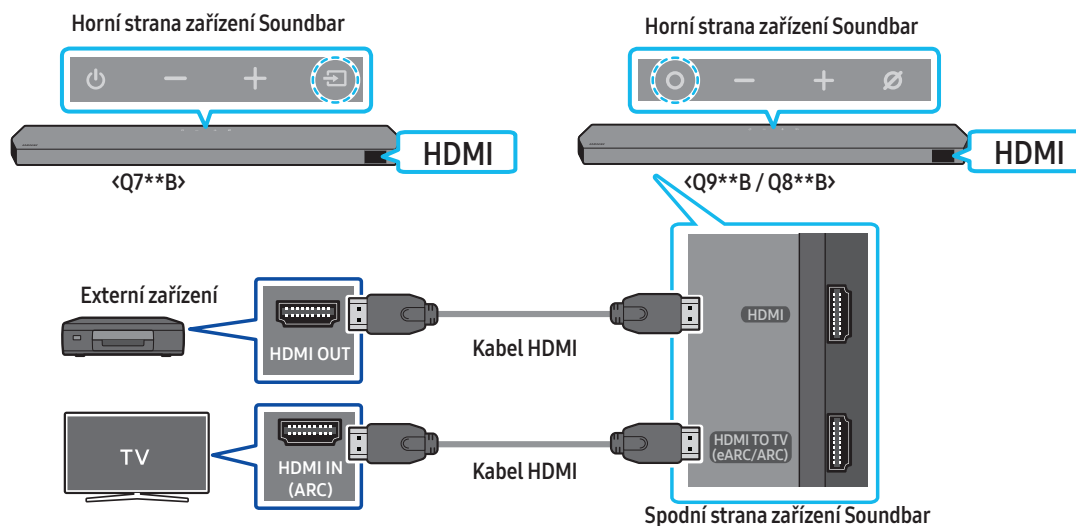 Horní strana zařízení Soundbar
Horní strana zařízení Soundbar
HDMI
HDMI
<Q7**B>
<Q9**B / Q8**B>
Externí zařízení
HDMI OUT
Kabel HDMI
HDMI
TV
HDMI IN
(ARC)
Kabel HDMI
HDMI TO TV
(eARC/ARC)
Spodní strana zařízení Soundbar